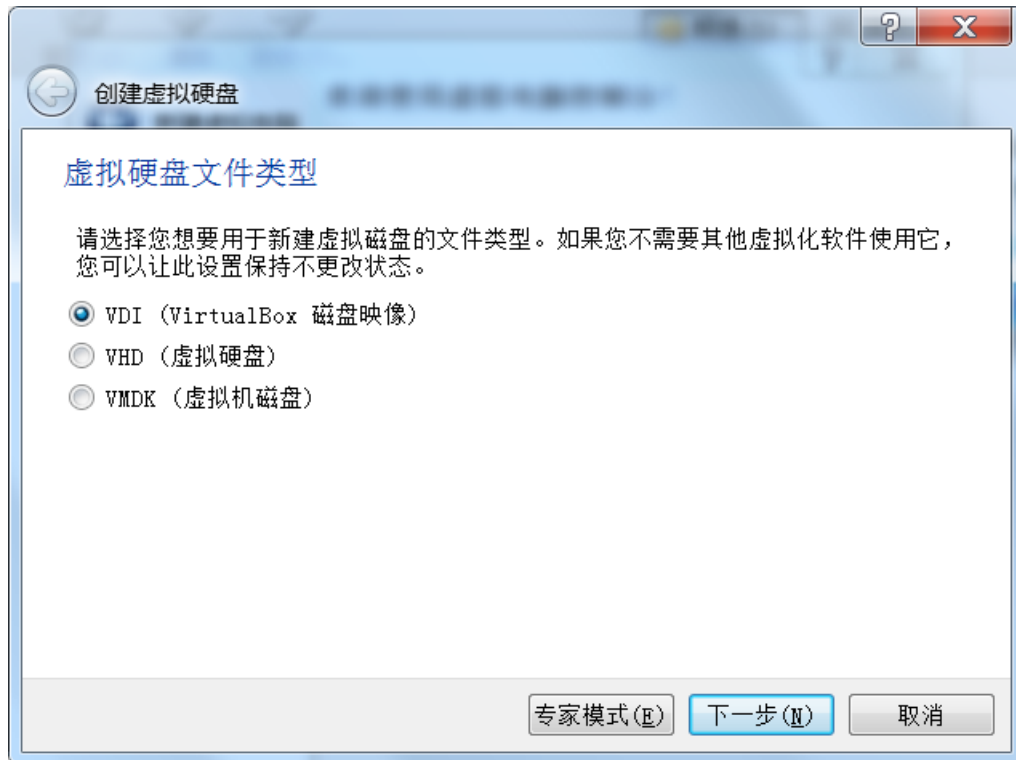 创建虚拟硬盘
虚拟硬盘文件类型
请选择您想要用于新建虚拟磁盘的文件类型。如果您不需要其他虚拟化软件使用它，
您可以让此设置保持不更改状态。
VDI (VirtualBox 磁盘映像)
VHD (虚拟硬盘)
VMDK (虚拟机磁盘)
专家模式(E) 下一步(N) 取消